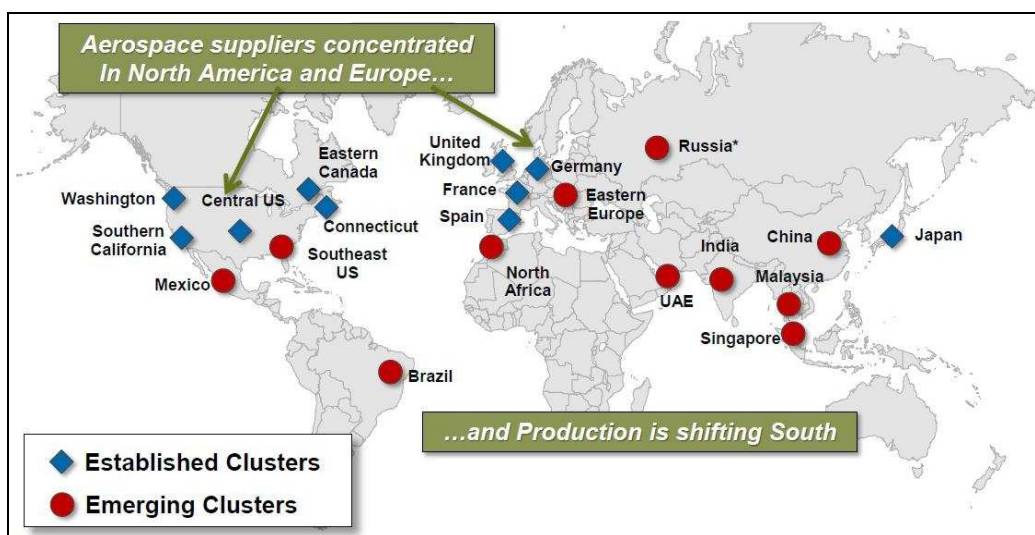 Aerospace suppliers concentrated
In North America and Europe…
Eastern
Canada
Washington
Central US
Southern
California
Connecticut
Southeast
US
Mexico
Brazil
United
Kingdom
Germany
France
Spain
Eastern
Europe
Russia*
North
Africa
UAE
India
China
Malaysia
Singapore
Japan
…and Production is shifting South
Established Clusters
Emerging Clusters